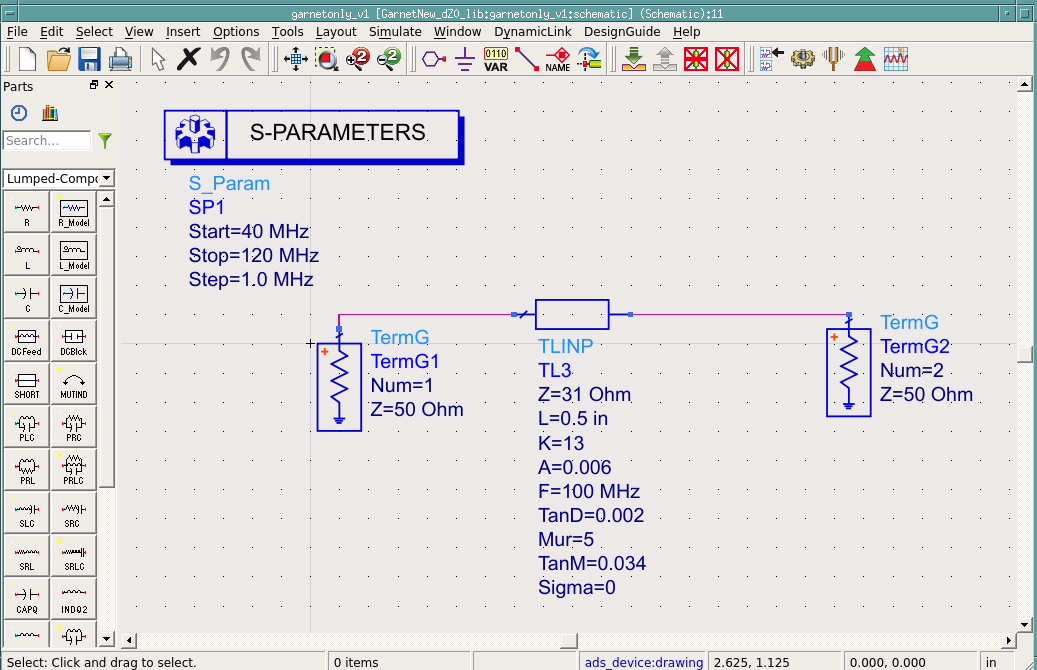 garnetonly_v1 [GarnetNew_dZ0_lib:garnetonly_v1:schematic] (Schematic):11
File Edit Select View Insert Options Tools Layout Simulate Window DynamicLink DesignGuide Help
0110
VAR
NAME
2
2
Parts
Search...
Lumped-Compo
R
R_Model
L
L_Model
C
C_Model
DCFeed
DCBlck
SHORT
MUTIND
PLC
PRC
PRL
PRLC
SLC
SRC
SRL
SRLC
CAPQ
INDQ2
S-PARAMETERS
S_Param
SP1
Start=40 MHz
Stop=120 MHz
Step=1.0 MHz
TermG
TermG1
Num=1
Z=50 Ohm
TLINP
TL3
Z=31 Ohm
L=0.5 in
K=13
A=0.006
F=100 MHz
TanD=0.002
Mur=5
TanM=0.034
Sigma=0
TermG
TermG2
Num=2
Z=50 Ohm
Select: Click and drag to select. 0 items ads_device:drawing 2.625, 1.125 0.000, 0.000 in